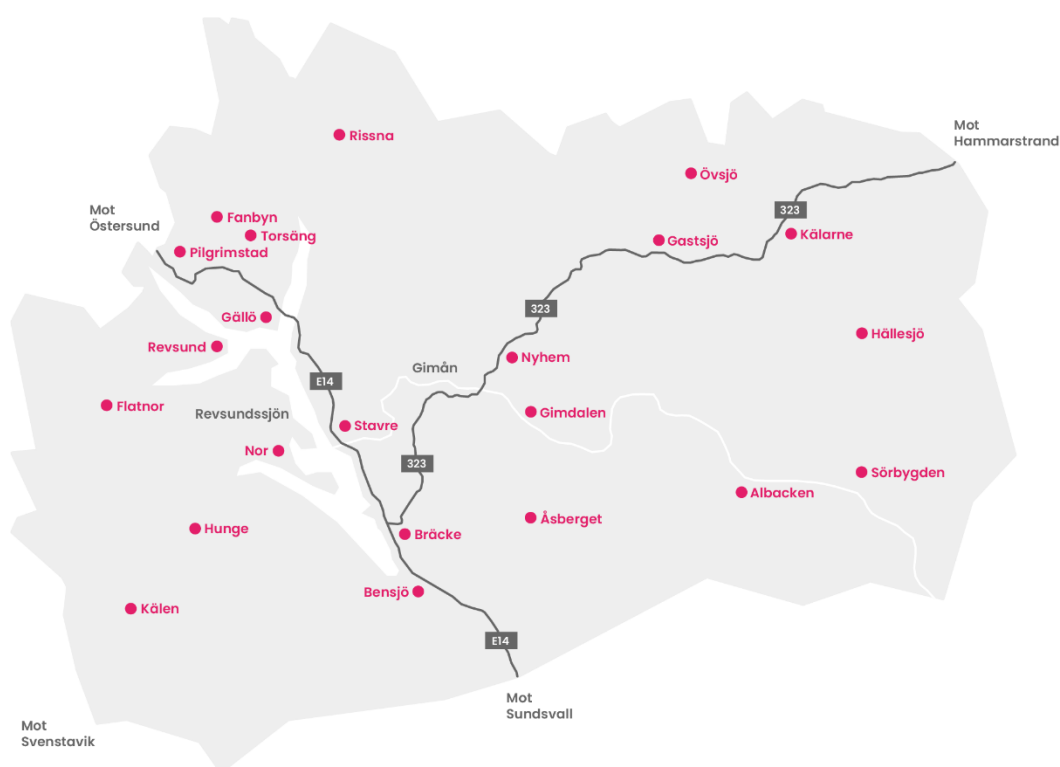 Mot
Hammarstrand
Rissna
Övsjö
Mot
Östersund
323
Fanbyn
Torsäng
Kälarne
Gastsjö
Pilgrimstad
323
Gällö
Hällesjö
Revsund
Nyhem
Gimån
E14
Flatnor
Revsundssjön
Gimdalen
Stavre
Nor
323
Sörbygden
Albacken
Åsberget
Hunge
Bräcke
Bensjö
Kälen
E14
Mot
Sundsvall
Mot
Svenstavik